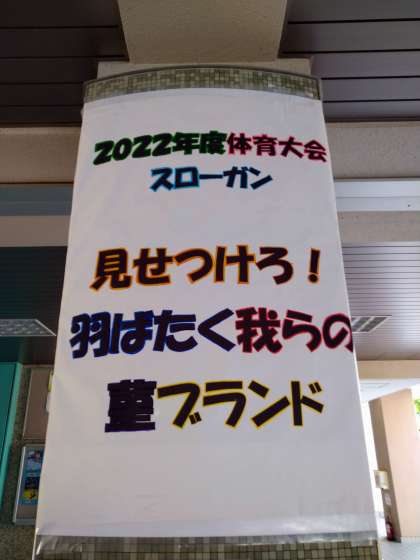 2022年度体育大会
スローガン
見せつけろ！
羽ばたく我らの
菫ブランド